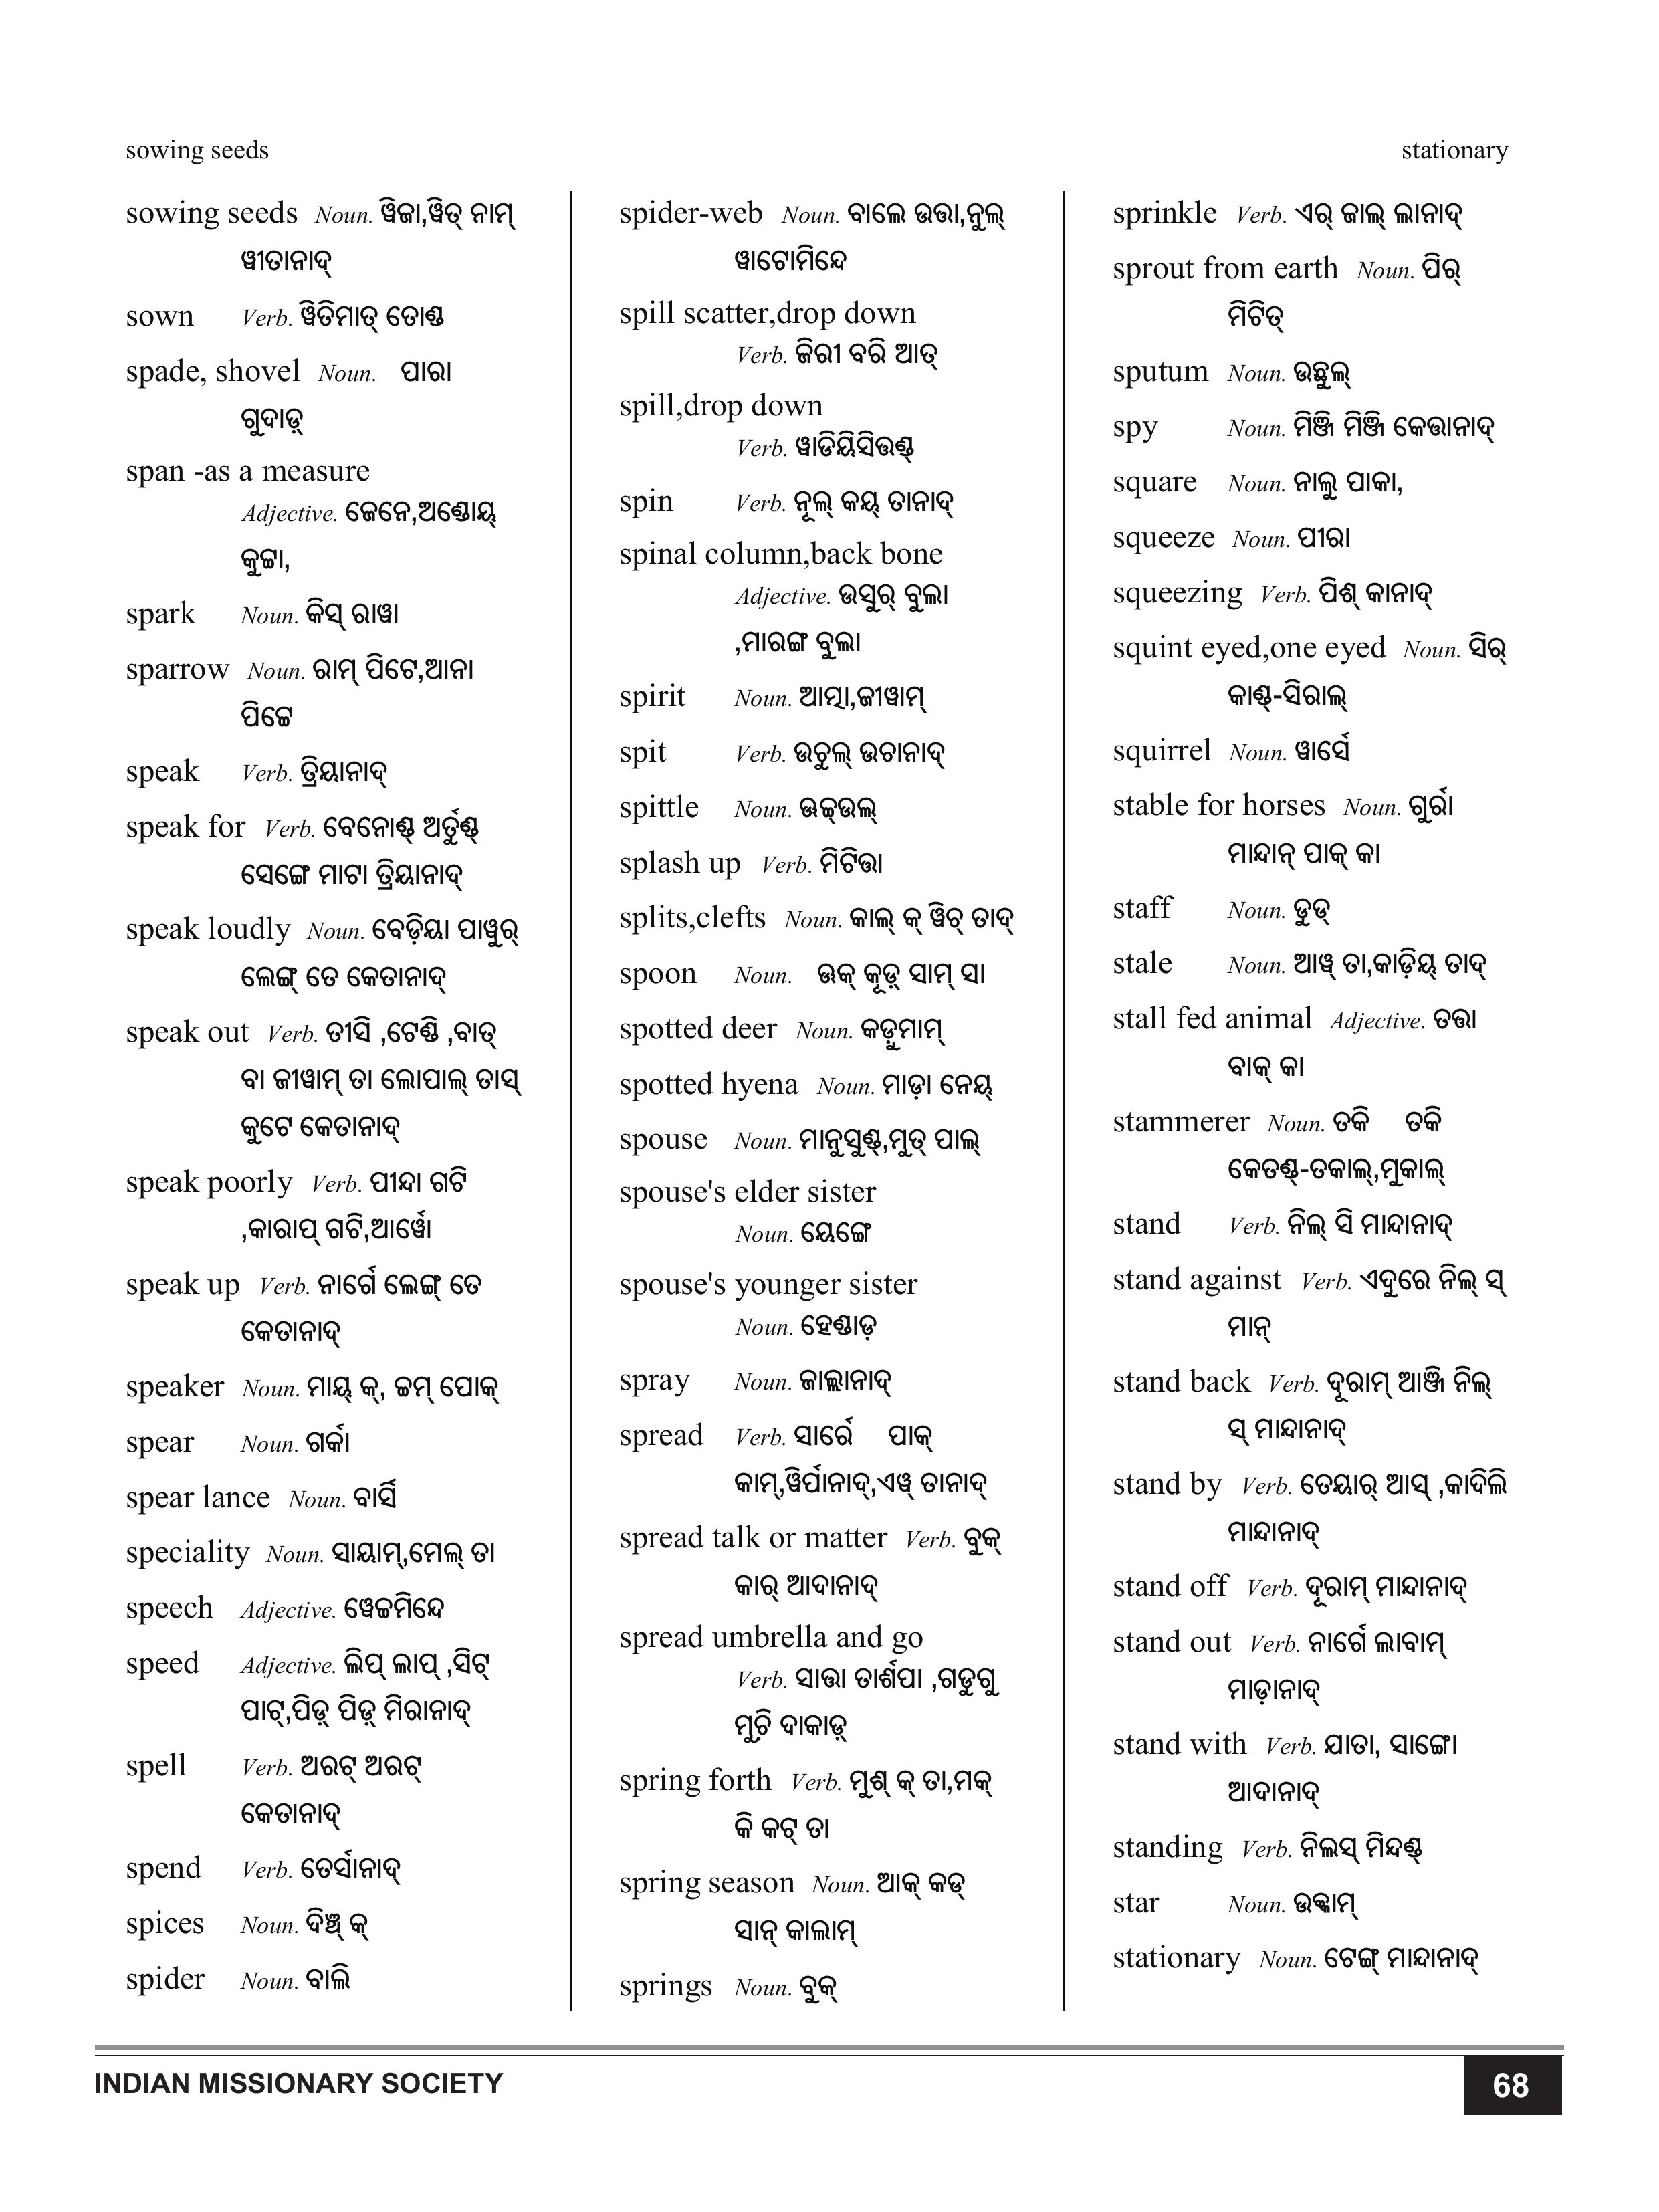 sowing seeds
stationary
sowing seeds Noun. ୱିଜା,ୱିତ୍ ନାମ୍
ୱୀତାନାଦ୍
sown Verb. ୱିତିମାତ୍ ତୋଣ୍ଡ
spade, shovel Noun. ପାରା
ଗୁଦାଡ଼୍
span -as a measure
Adjective. ଜେନେ,ଅଣ୍ଡୋୟ୍
କୁଟ୍ଟା,
spark Noun. କିସ୍ ରାୱା
sparrow Noun. ରାମ୍ ପିଟେ,ଆନା
ପିଟ୍ଟେ
speak Verb. ତ୍ରିୟାନାଦ୍
speak for Verb. ବେନୋଣ୍ଡ୍ ଅର୍ତୁଣ୍ଡ୍
ସେଙ୍ଗେ ମାଟା ତ୍ରିୟାନାଦ୍
speak loudly Noun. ବେଡ଼ିୟା ପାୱୁର୍
ଲେଙ୍ଗ୍ ତେ କେତାନାଦ୍
speak out Verb. ତୀସି ,ଟେଣ୍ଡି ,ବାତ୍
ବା ଜୀୱାମ୍ ତା ଲୋପାଲ୍ ତାସ୍
କୁଟେ କେତାନାଦ୍
speak poorly Verb. ପୀନ୍ଦା ଗଟି
,କାରାପ୍ ଗଟି,ଆର୍ୱୋ
speak up Verb. ନାର୍ଗେ ଲେଙ୍ଗ୍ ତେ
କେତାନାଦ୍
speaker Noun. ମାୟ୍ କ୍, ଚ୍ଚମ୍ ପୋକ୍
spear Noun. ଗର୍କା
spear lance Noun. ବାର୍ସି
speciality Noun. ସାୟାମ୍,ମେଲ୍ ତା
speech Adjective. ୱେଚ୍ଚମିନ୍ଦେ
speed Adjective. ଲିପ୍ ଲାପ୍ ,ସିଟ୍
ପାଟ୍,ପିଡ଼୍ ପିଡ଼୍ ମିରାନାଦ୍
spell Verb. ଅରଟ୍ ଅରଟ୍
କେତାନାଦ୍
spend Verb. ତେର୍ସାନାଦ୍
spices Noun. ଦିଞ୍ଚ୍ କ୍
spider Noun. ବାଲି
spider-web Noun. ବାଲେ ଉତ୍ତା,ନୁଲ୍
ୱାଟୋମିନ୍ଦେ
spill scatter,drop down
Verb. ଜିରୀ ବରି ଆତ୍
spill,drop down
Verb. ୱାଡିୟିସିଉଣ୍ଡ୍
spin Verb. ନୂଲ୍ କୟ୍ ତାନାଦ୍
spinal column,back bone
Adjective. ଉସୁର୍ ବୁଲା
,ମାରଙ୍ଗ ବୁଲା
spirit Noun. ଆତ୍ମା,ଜୀୱାମ୍
spit Verb. ଉଚୁଲ୍ ଉଚାନାଦ୍
spittle Noun. ଊଚ୍ଚ୍ଉଲ୍
splash up Verb. ମିଟିତ୍ତା
splits,clefts Noun. କାଲ୍ କ୍ ୱିଚ୍ ତାଦ୍
spoon Noun. ଊକ୍ କୂଡ଼୍ ସାମ୍ ସା
spotted deer Noun. କଡ଼ୁମାମ୍
spotted hyena Noun. ମାଡ଼ା ନେୟ୍
spouse Noun. ମାନୁସୁଣ୍ଡ୍,ମୁତ୍ ପାଲ୍
spouse's elder sister
Noun. ୟେଙ୍ଗେ
spouse's younger sister
Noun. ହେଣ୍ଡାଡ଼
spray Noun. ଜାଲ୍ଲାନାଦ୍
spread Verb. ସାର୍ରେ ପାକ୍
କାମ୍,ୱିର୍ପାନାଦ୍,ଏୱ୍ ତାନାଦ୍
spread talk or matter Verb. ବୁକ୍
କାର୍ ଆଦାନାଦ୍
spread umbrella and go
Verb. ସାତ୍ତା ତାର୍ଶପା ,ଗଡୁଗୁ
ମୁଚ଼ି ଦାକାଡ଼୍
spring forth Verb. ମୁଶ୍ କ୍ ତା,ମକ୍
କି କଟ୍ ତା
spring season Noun. ଆକ୍ କଡ୍
ସାନ୍ କାଲାମ୍
springs Noun. ବୁକ୍
sprinkle Verb. ଏର୍ ଜାଲ୍ ଲାନାଦ୍
sprout from earth Noun. ପିର୍
ମିଟିତ୍
sputum Noun. ଉଛୁଲ୍
spy Noun. ମିଞ୍ଜି ମିଞ୍ଜି କେଉାନାଦ୍
square Noun. ନାଲୁ ପାକା,
squeeze Noun. ପୀରା
squeezing Verb. ପିଶ୍ କାନାଦ୍
squint eyed,one eyed Noun. ସିର୍
କାଣ୍ଡ୍-ସିରାଲ୍
squirrel Noun. ୱାର୍ସେ
stable for horses Noun. ଗୁର୍ରା
ମାନ୍ଦାନ୍ ପାକ୍ କା
staff Noun. ଡୁଡ୍
stale Noun. ଆୱ୍ ତା,କାଡ଼ିୟ୍ ତାଦ୍
stall fed animal Adjective. ତତ୍ତା
ବାକ୍ କା
stammerer Noun. ତକି ତକି
କେତଣ୍ଡ୍-ତକାଲ୍,ମୁକାଲ୍
stand Verb. ନିଲ୍ ସି ମାନ୍ଦାନାଦ୍
stand against Verb. ଏଦୁରେ ନିଲ୍ ସ୍
ମାନ୍
stand back Verb. ଦୂରାମ୍ ଆଞ୍ଜି ନିଲ୍
ସ୍ ମାନ୍ଦାନାଦ୍
stand by Verb. ତେୟାର୍ ଆସ୍ ,କାଦିଲି
ମାନ୍ଦାନାଦ୍
stand off Verb. ଦୂରାମ୍ ମାନ୍ଦାନାଦ୍
stand out Verb. ନାର୍ଗେ ଲାବାମ୍
ମାଡ଼ାନାଦ୍
stand with Verb. ଯାତା, ସାଙ୍ଗୋ
ଆଦାନାଦ୍
standing Verb. ନିଲସ୍ ମିନ୍ଦଣ୍ଡ୍
star Noun. ଉକ୍କାମ୍
stationary Noun. ଟେଙ୍ଗ୍ ମାନ୍ଦାନାଦ୍
INDIAN MISSIONARY SOCIETY
68